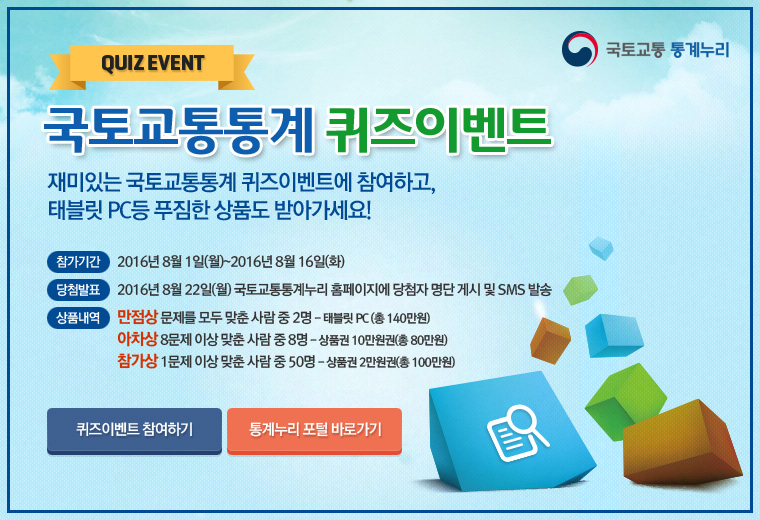 QUIZ EVENT
국토교통 통계누리
국토교통통계 퀴즈이벤트
재미있는 국토교통통계 퀴즈이벤트에 참여하고,
태블릿 PC등 푸짐한 상품도 받아가세요!
참가기간 2016년 8월 1일(월)~2016년 8월 16일(화)
당첨발표 2016년 8월 22일(월) 국토교통통계누리 홈페이지에 당첨자 명단 게시 및 SMS 발송
상품내역 만점상 문제를 모두 맞춘 사람 중 2명 - 태블릿 PC (총 140만원)
아차상 8문제 이상 맞춘 사람 중 8명 - 상품권 10만원권(총 80만원)
참가상 1문제 이상 맞춘 사람 중 50명 - 상품권 2만원권(총 100만원)
퀴즈이벤트 참여하기 통계누리 포털 바로가기